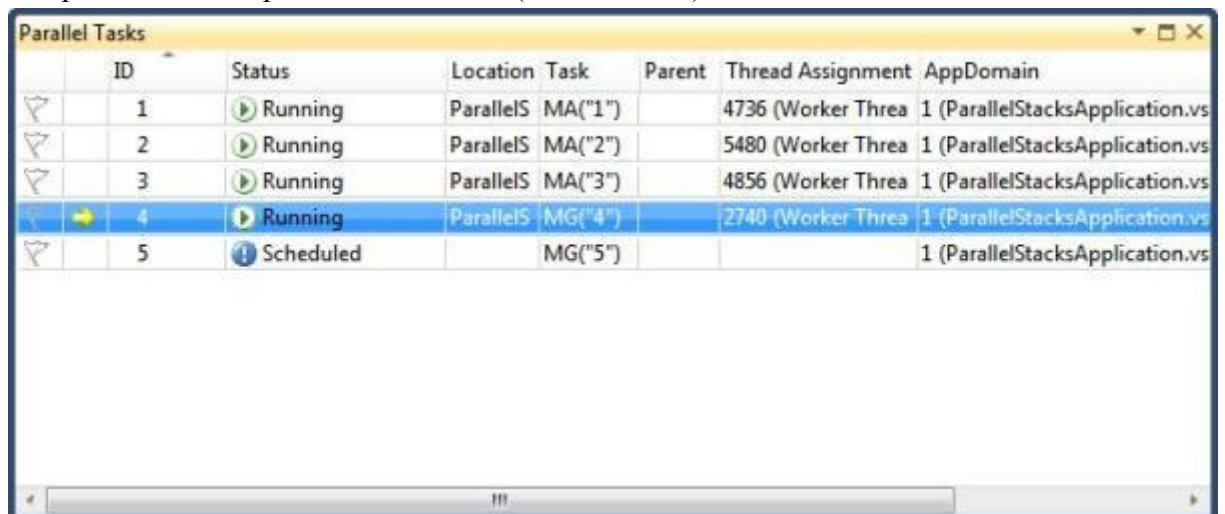 Parallel Tasks
ID Status Location Task Parent Thread Assignment AppDomain
1 Running ParallelS MA("1") 4736 (Worker Threa 1 (ParallelStacksApplication.vs
2 Running ParallelS MA("2") 5480 (Worker Threa 1 (ParallelStacksApplication.vs
3 Running ParallelS MA("3") 4856 (Worker Threa 1 (ParallelStacksApplication.vs
4 Running ParallelS MG("4") 2740 (Worker Threa 1 (ParallelStacksApplication.vs
5 Scheduled MG("5") 1 (ParallelStacksApplication.vs